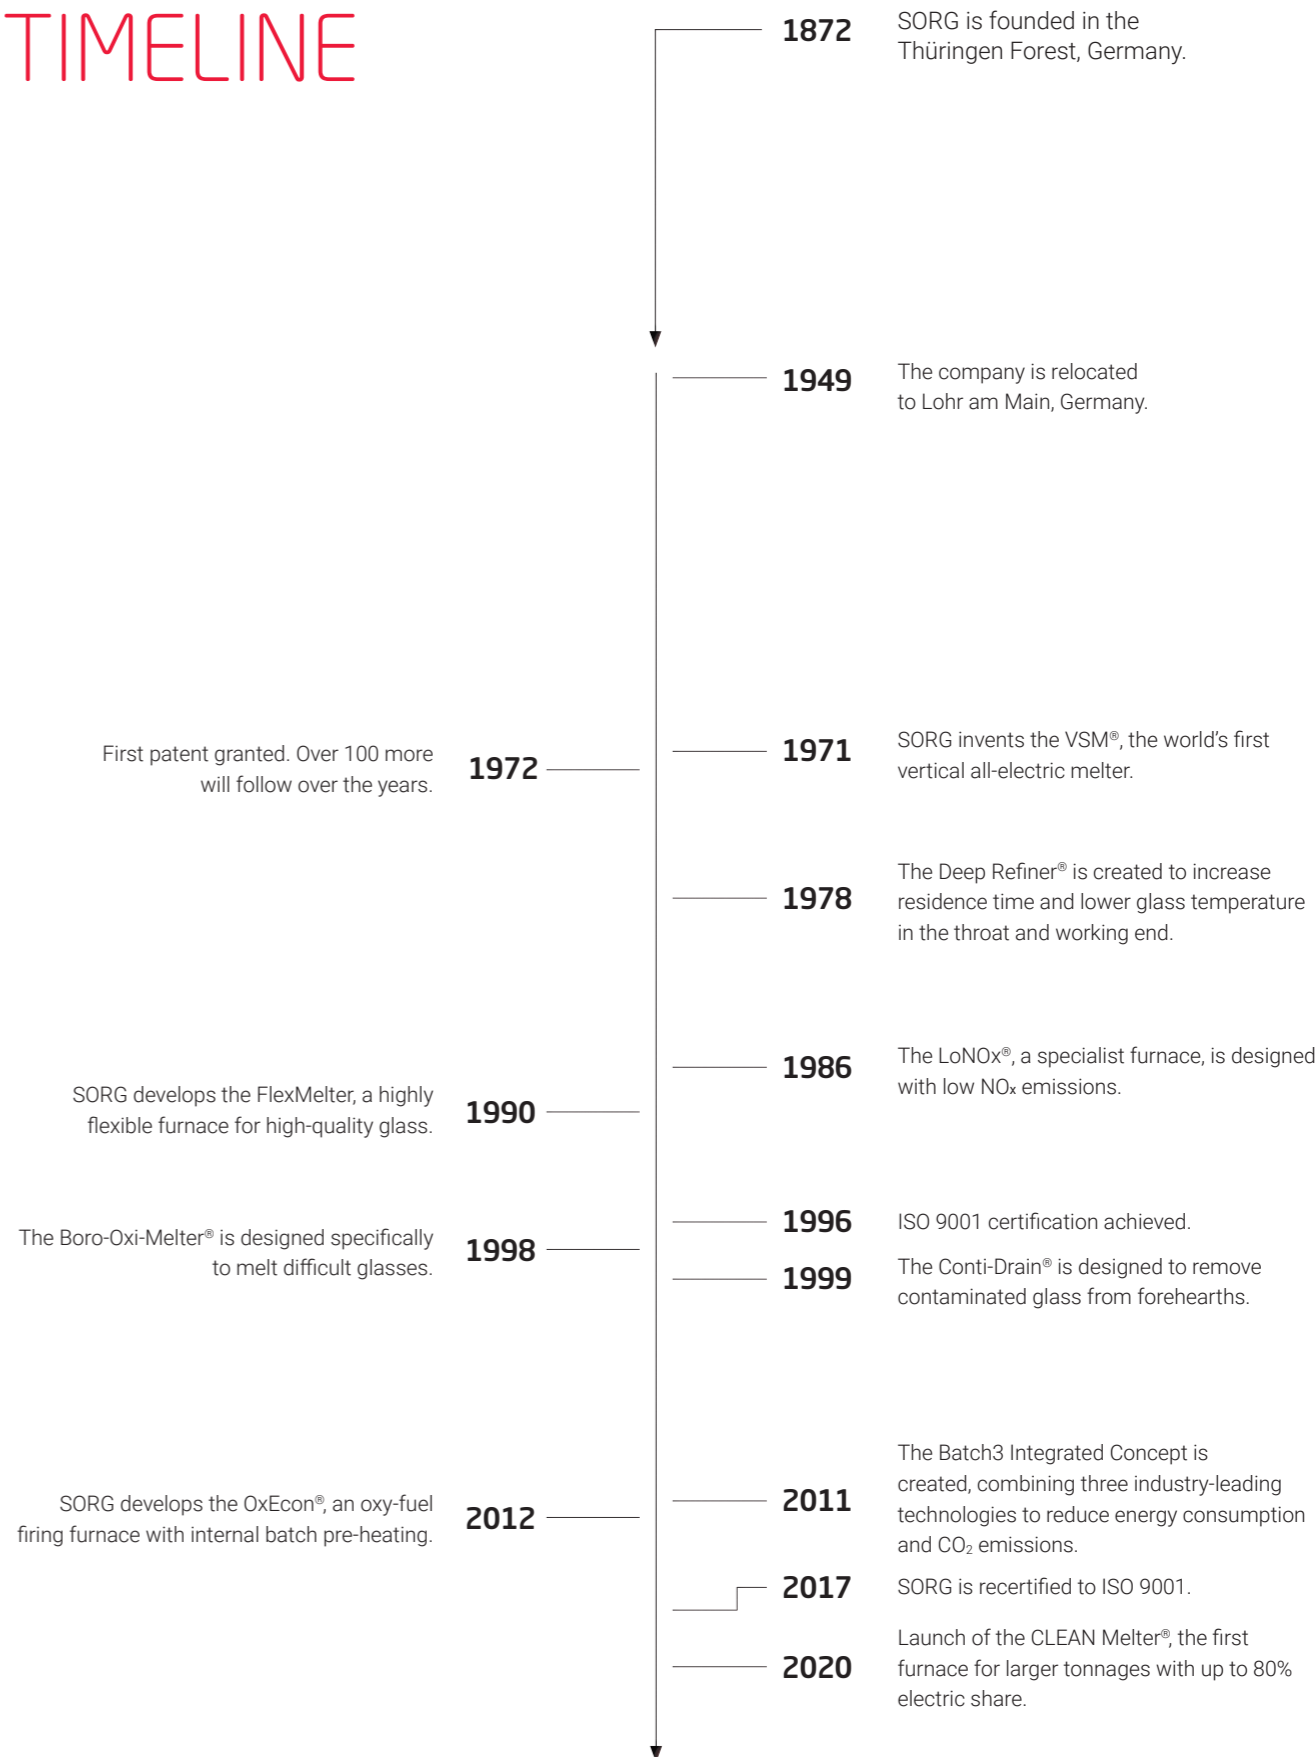 TIMELINE
1872
SORG is founded in the
Thüringen Forest, Germany.
1949
The company is relocated
to Lohr am Main, Germany.
1971
SORG invents the VSM®, the world's first
vertical all-electric melter.
First patent granted. Over 100 more
will follow over the years.
1972
1978
The Deep Refiner® is created to increase
residence time and lower glass temperature
in the throat and working end.
1986
The LoNOx®, a specialist furnace, is designed
with low NOₓ emissions.
SORG develops the FlexMelter, a highly
flexible furnace for high-quality glass.
1990
1996
ISO 9001 certification achieved.
The Boro-Oxi-Melter® is designed specifically
to melt difficult glasses.
1998
1999
The Conti-Drain® is designed to remove
contaminated glass from forehearths.
2011
The Batch3 Integrated Concept is
created, combining three industry-leading
technologies to reduce energy consumption
and CO₂ emissions.
SORG develops the OxEcon®, an oxy-fuel
firing furnace with internal batch pre-heating.
2012
2017
SORG is recertified to ISO 9001.
2020
Launch of the CLEAN Melter®, the first
furnace for larger tonnages with up to 80%
electric share.